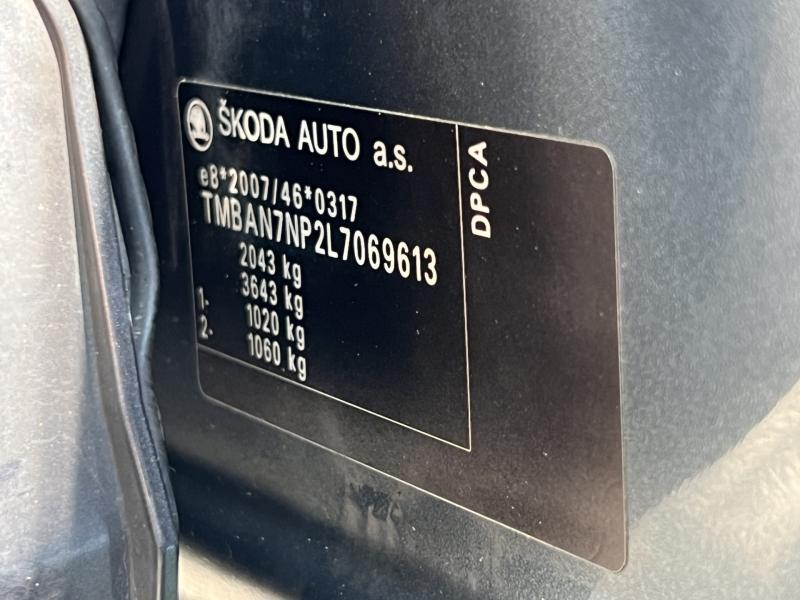 ŠKODA AUTO a.s.
e8*2007/46*0317
TMBAN7NP2L7069613
2043 kg
3643 kg
1- 1020 kg
2- 1060 kg
DPCA